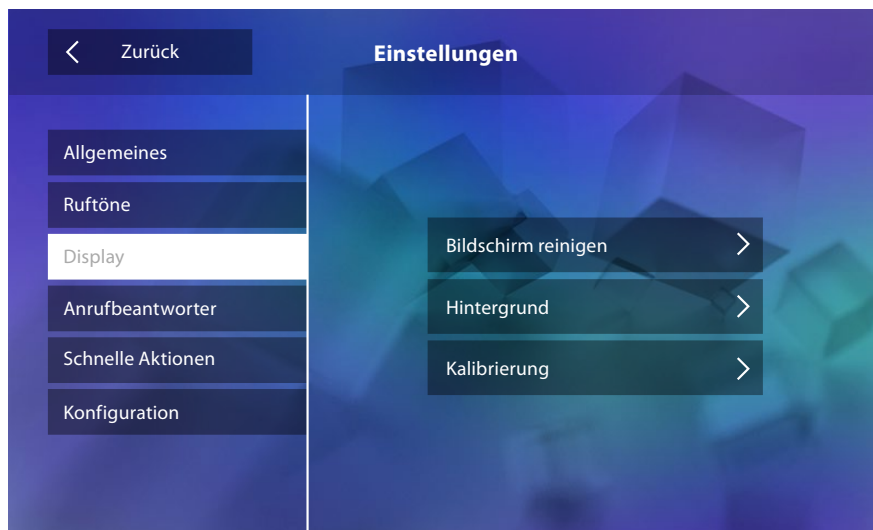 Zurück
Einstellungen
Allgemeines
Ruftöne
Display
Anrufbeantworter
Schnelle Aktionen
Konfiguration
Bildschirm reinigen
Hintergrund
Kalibrierung